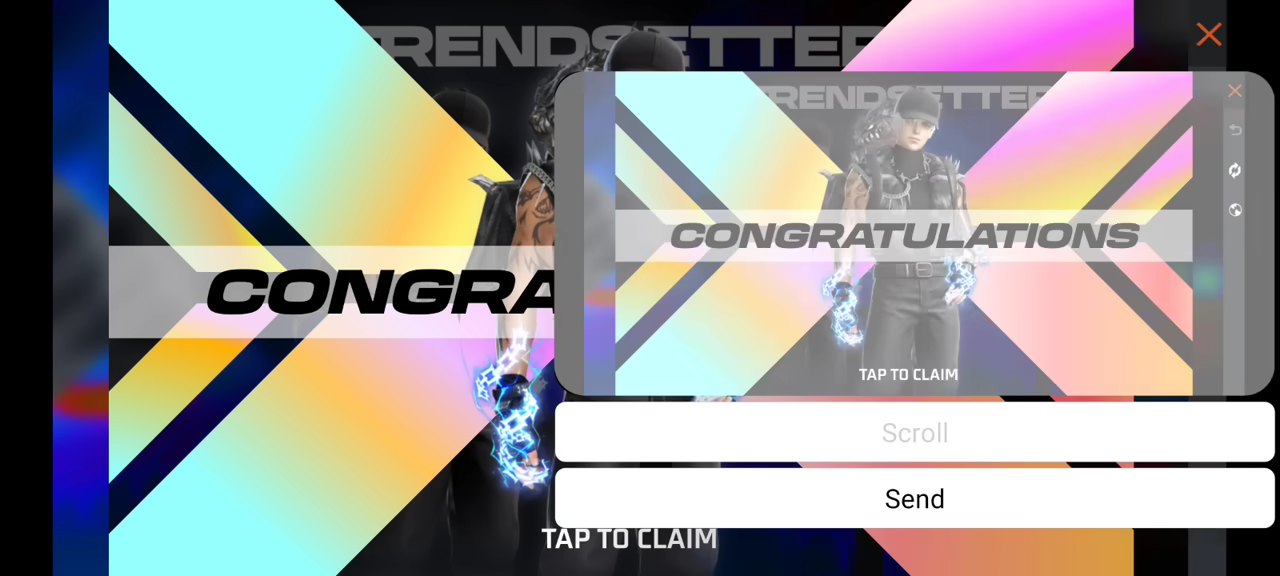 RENDSETTER
RENDSETTER
CONGRA
CONGRATULATIONS
TAP TO CLAIM
Scroll
Send
TAP TO CLAIM